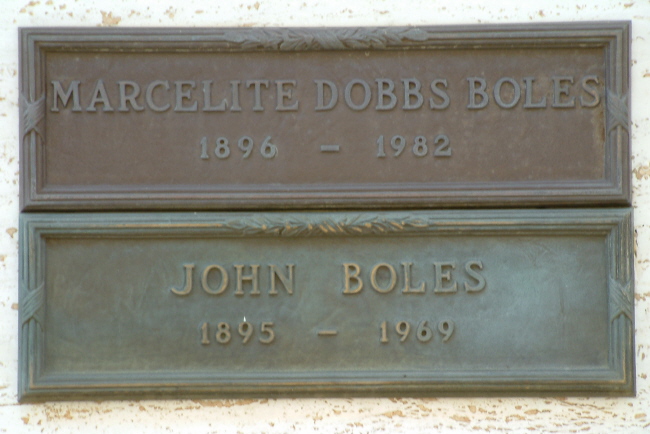 MARCELITE DOBBS BOLES
1896 – 1982
JOHN BOLES
1895 – 1969